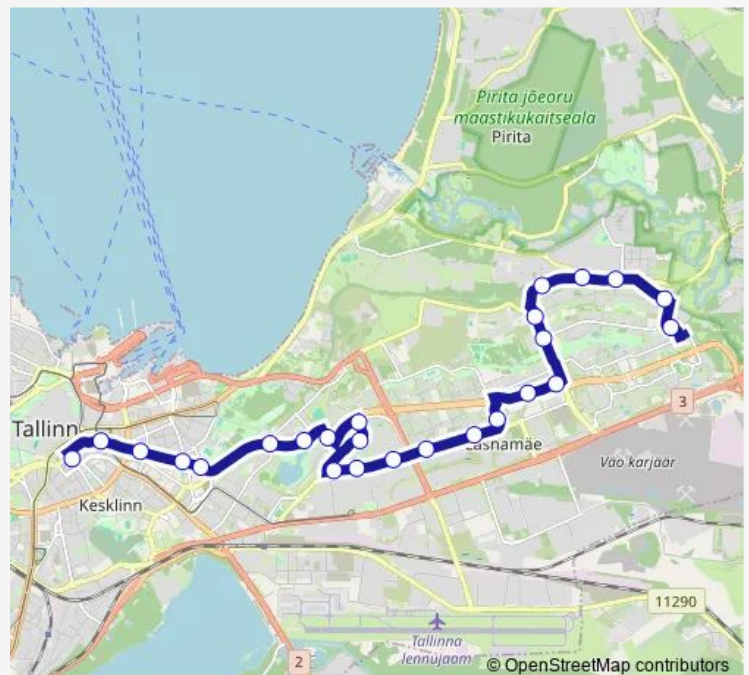 Pirita jõeoru
maastikukaitseala
Pirita
Tallinn
Kesklinn
Lasnamäe
3
Väo karjäär
11290
Tallinna
lennujaam
2
© OpenStreetMap contributors